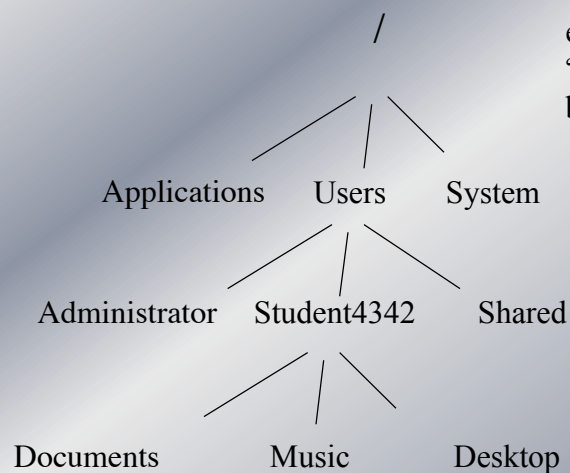 /
Applications Users System
Administrator Student4342 Shared
Documents Music Desktop